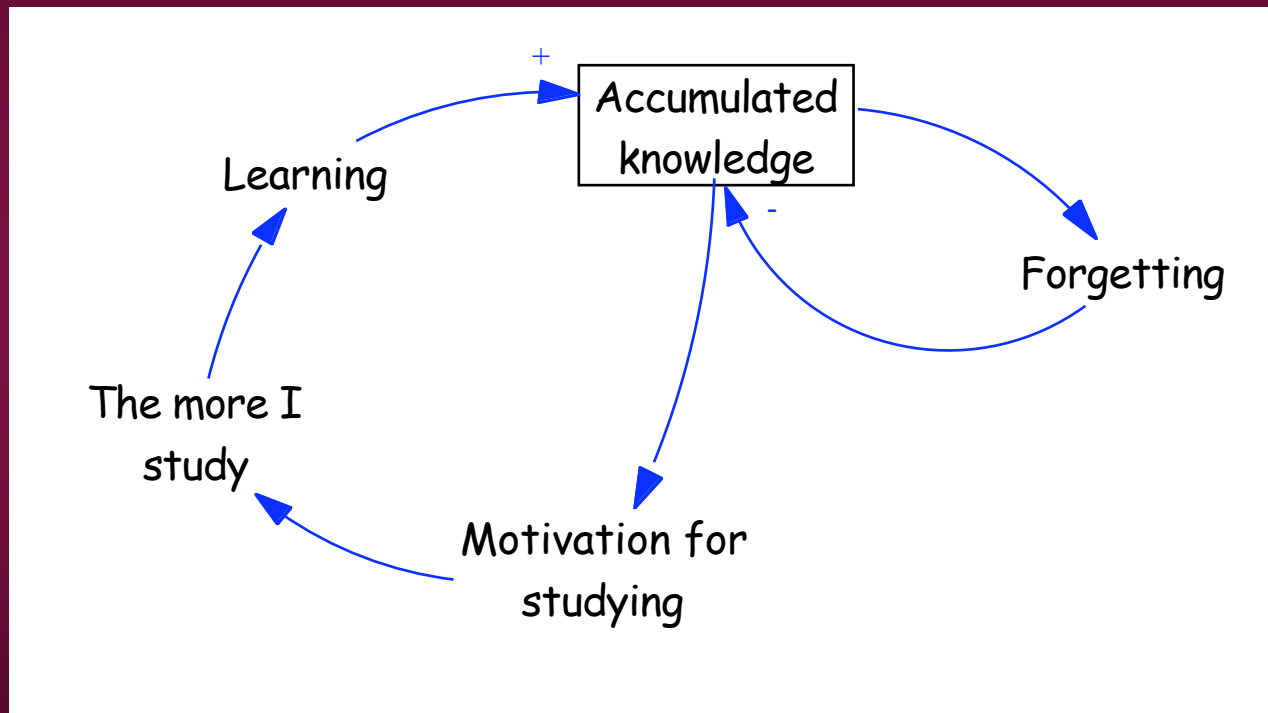 +
Accumulated
knowledge
Learning
-
Forgetting
The more I
study
Motivation for
studying